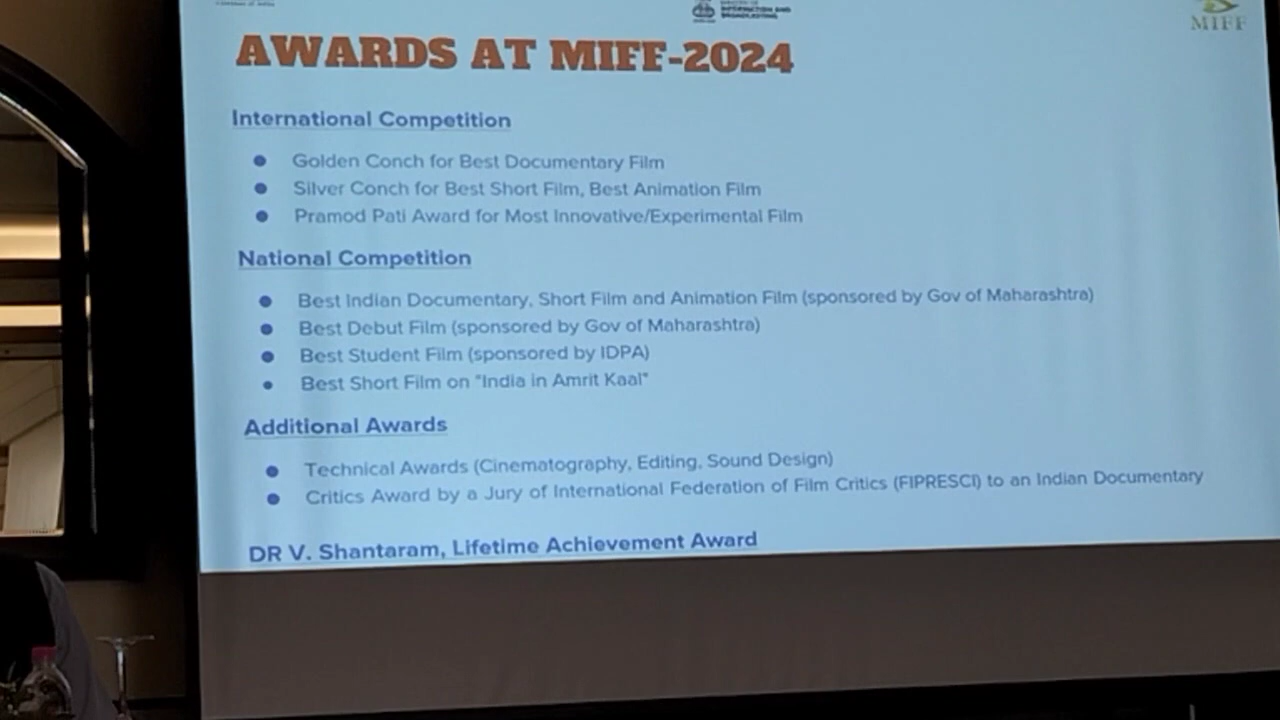 INFORMATION AND
BROADCASTING
MIFF
AWARDS AT MIFF-2024
International Competition
● Golden Conch for Best Documentary Film
● Silver Conch for Best Short Film, Best Animation Film
● Pramod Pati Award for Most Innovative/Experimental Film
National Competition
● Best Indian Documentary, Short Film and Animation Film (sponsored by Gov of Maharashtra)
● Best Debut Film (sponsored by Gov of Maharashtra)
● Best Student Film (sponsored by IDPA)
● Best Short Film on "India in Amrit Kaal"
Additional Awards
● Technical Awards (Cinematography, Editing, Sound Design)
● Critics Award by a Jury of International Federation of Film Critics (FIPRESCI) to an Indian Documentary
DR V. Shantaram, Lifetime Achievement Award